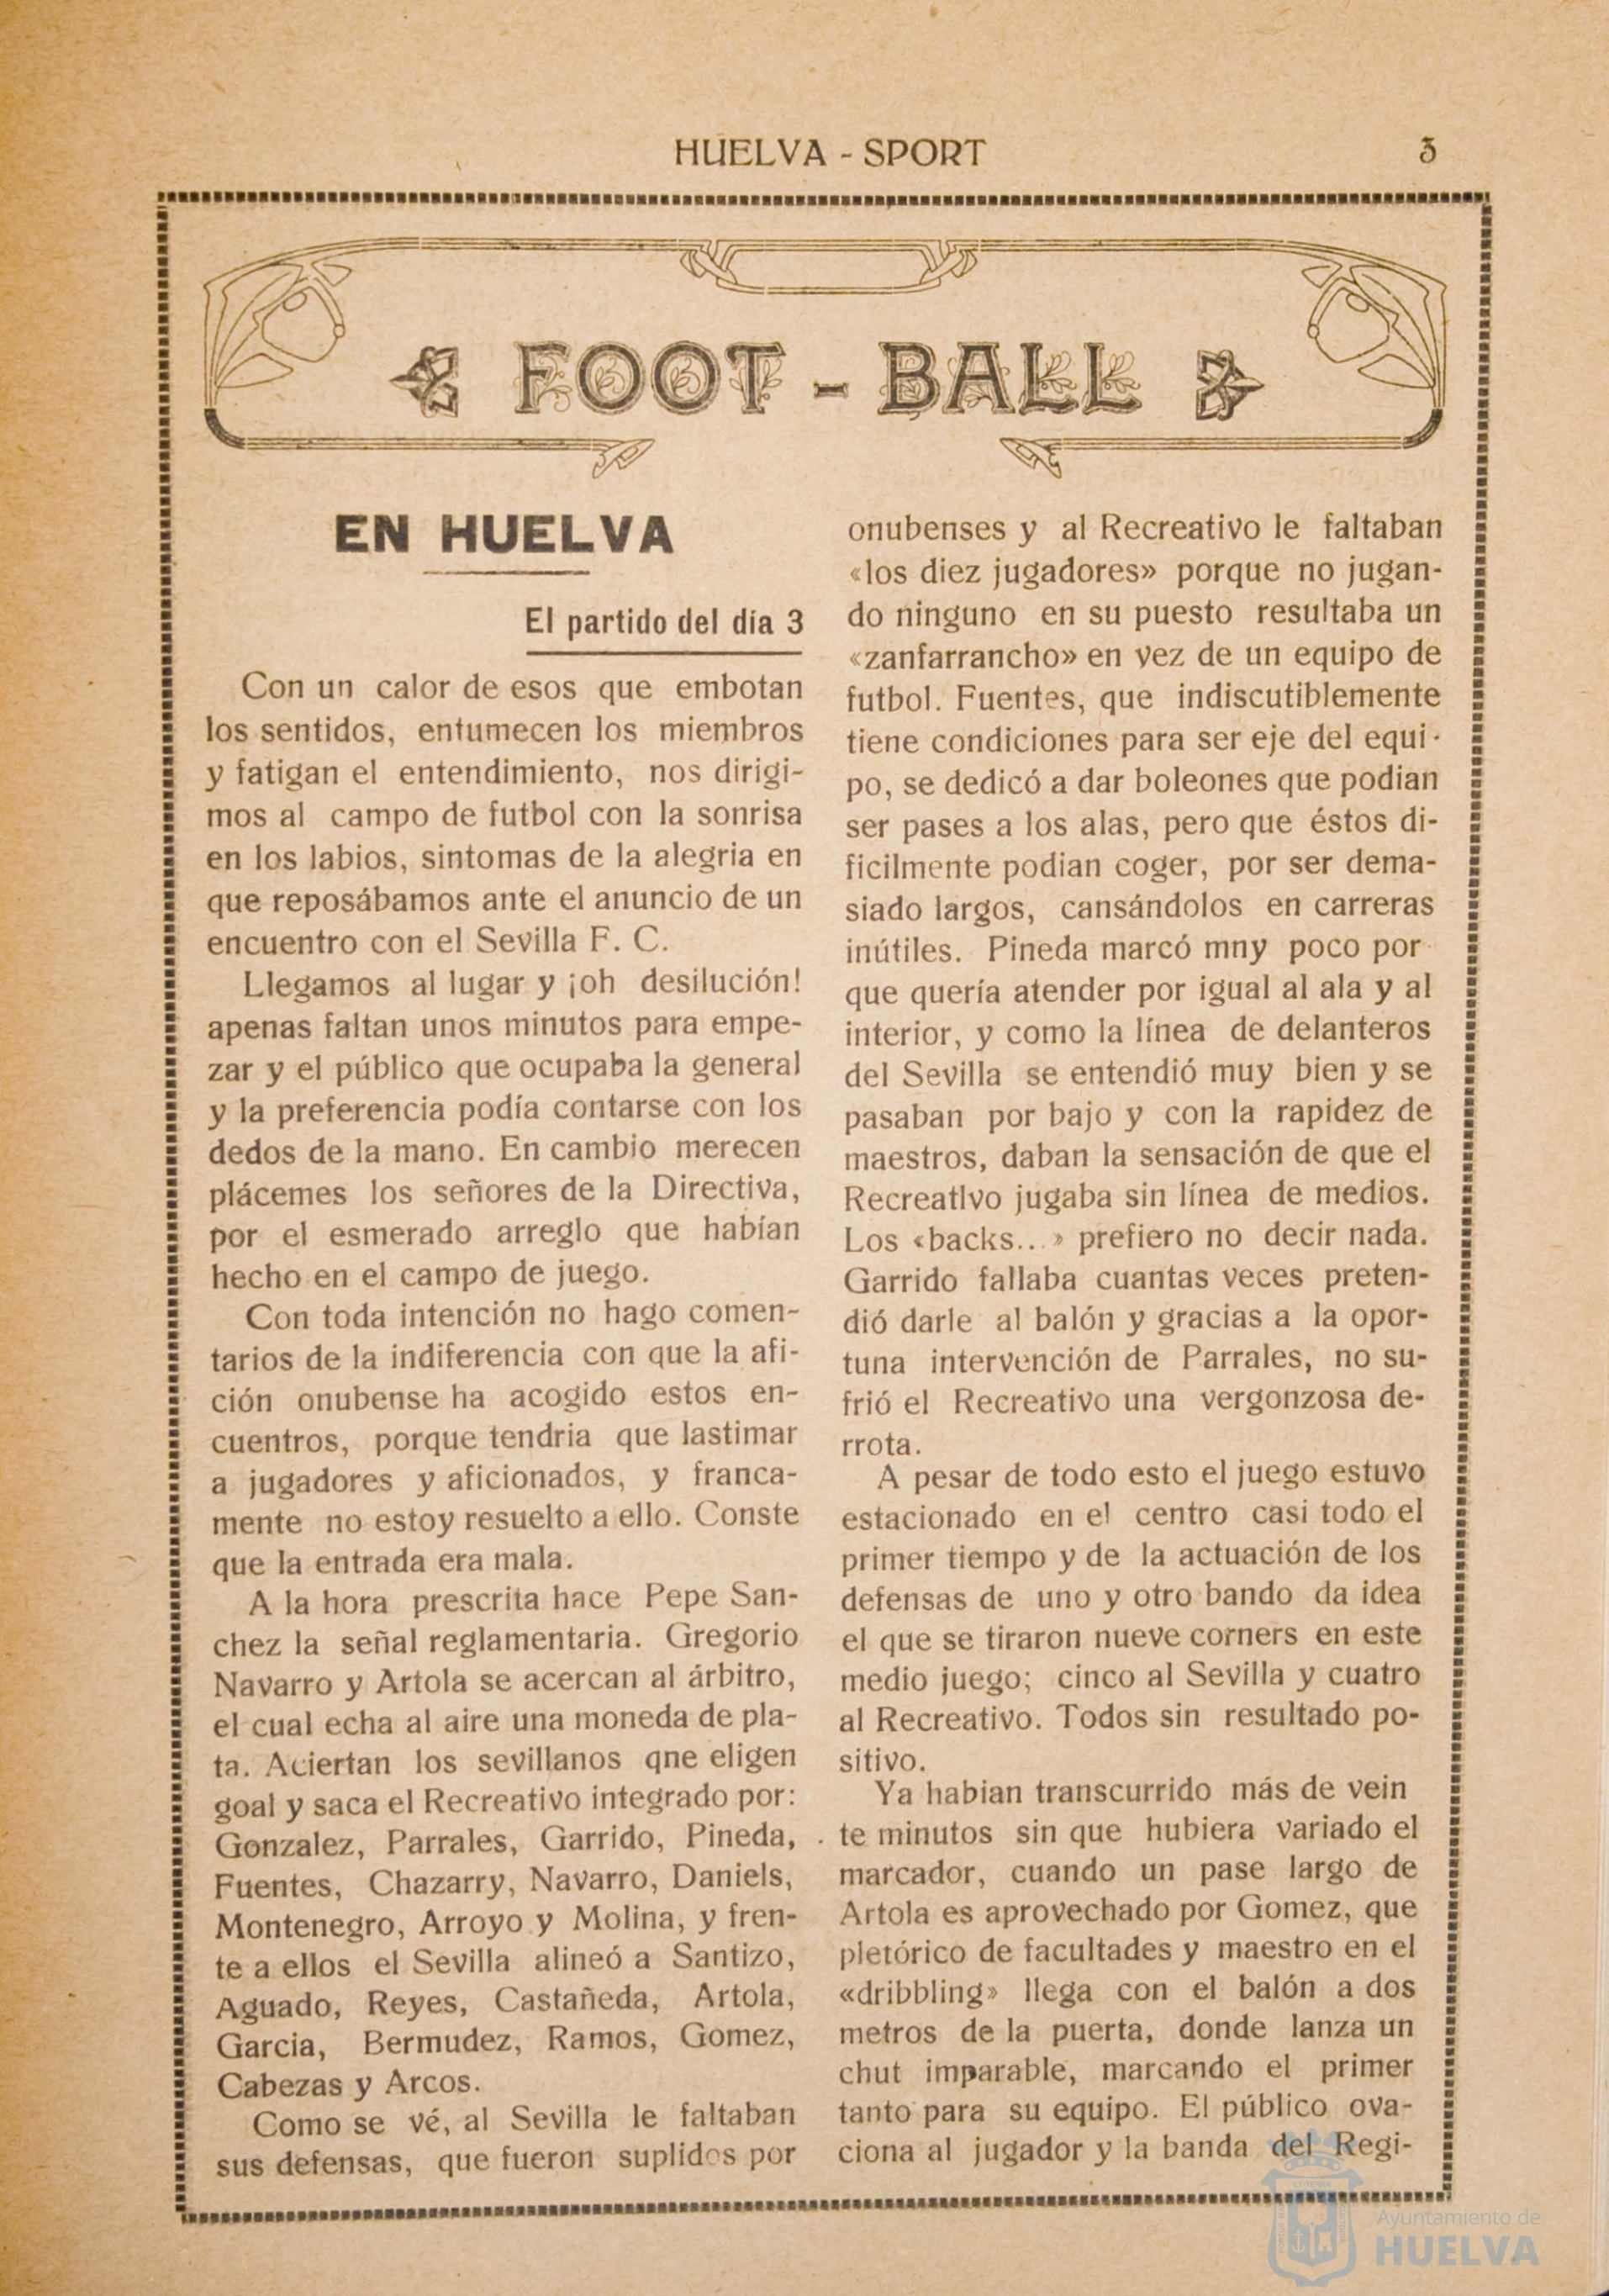 HUELVA - SPORT
3
FOOT - BALL
EN HUELVA
El partido del día 3
Con un calor de esos que embotan
los sentidos, entumecen los miembros
y fatigan el entendimiento, nos dirigi-
mos al campo de futbol con la sonrisa
en los labios, sintomas de la alegria en
que reposábamos ante el anuncio de un
encuentro con el Sevilla F. C.
Llegamos al lugar y ¡oh desilución!
apenas faltan unos minutos para empe-
zar y el público que ocupaba la general
y la preferencia podía contarse con los
dedos de la mano. En cambio merecen
plácemes los señores de la Directiva,
por el esmerado arreglo que habían
hecho en el campo de juego.
Con toda intención no hago comen-
tarios de la indiferencia con que la afi-
ción onubense ha acogido estos en-
cuentros, porque tendria que lastimar
a jugadores y aficionados, y franca-
mente no estoy resuelto a ello. Conste
que la entrada era mala.
A la hora prescrita hace Pepe San-
chez la señal reglamentaria. Gregorio
Navarro y Artola se acercan al árbitro,
el cual echa al aire una moneda de pla-
ta. Aciertan los sevillanos qne eligen
goal y saca el Recreativo integrado por:
Gonzalez, Parrales, Garrido, Pineda,
Fuentes, Chazarry, Navarro, Daniels,
Montenegro, Arroyo y Molina, y fren-
te a ellos el Sevilla alineó a Santizo,
Aguado, Reyes, Castañeda, Artola,
Garcia, Bermudez, Ramos, Gomez,
Cabezas y Arcos.
Como se vé, al Sevilla le faltaban
sus defensas, que fueron suplidos por
onubenses y al Recreativo le faltaban
«los diez jugadores» porque no jugan-
do ninguno en su puesto resultaba un
«zanfarrancho» en vez de un equipo de
futbol. Fuentes, que indiscutiblemente
tiene condiciones para ser eje del equi-
po, se dedicó a dar boleones que podian
ser pases a los alas, pero que éstos di-
ficilmente podian coger, por ser dema-
siado largos, cansándolos en carreras
inútiles. Pineda marcó mny poco por
que quería atender por igual al ala y al
interior, y como la línea de delanteros
del Sevilla se entendió muy bien y se
pasaban por bajo y con la rapidez de
maestros, daban la sensación de que el
Recreatlvo jugaba sin línea de medios.
Los «backs...» prefiero no decir nada.
Garrido fallaba cuantas veces preten-
dió darle al balón y gracias a la opor-
tuna intervención de Parrales, no su-
frió el Recreativo una vergonzosa de-
rrota.
A pesar de todo esto el juego estuvo
estacionado en el centro casi todo el
primer tiempo y de la actuación de los
defensas de uno y otro bando da idea
el que se tiraron nueve corners en este
medio juego; cinco al Sevilla y cuatro
al Recreativo. Todos sin resultado po-
sitivo.
Ya habian transcurrido más de vein
te minutos sin que hubiera variado el
marcador, cuando un pase largo de
Artola es aprovechado por Gomez, que
pletórico de facultades y maestro en el
«dribbling» llega con el balón a dos
metros de la puerta, donde lanza un
chut imparable, marcando el primer
tanto para su equipo. El público ova-
ciona al jugador y la banda del Regi-
Ayuntamiento de
HUELVA